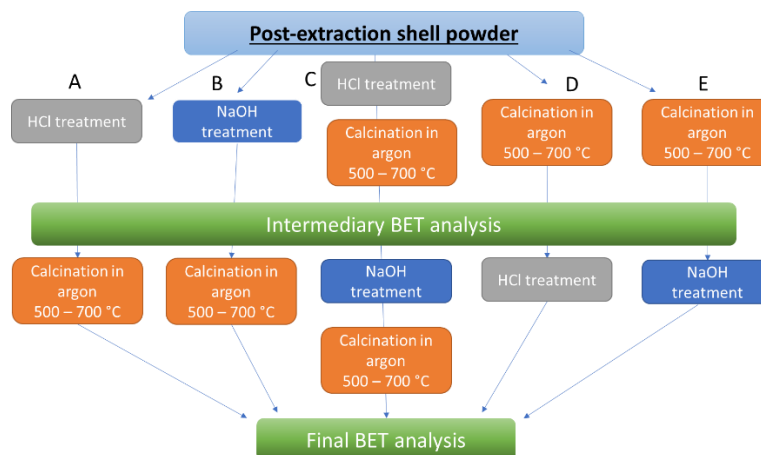 Post-extraction shell powder
A
B
C
D
E
HCl treatment
NaOH
treatment
HCl treatment
Calcination in
argon
500 – 700 °C
Calcination in
argon
500 – 700 °C
Calcination in
argon
500 – 700 °C
Intermediary BET analysis
Calcination in
argon
500 – 700 °C
Calcination in
argon
500 – 700 °C
NaOH
treatment
Calcination in
argon
500 – 700 °C
HCl treatment
NaOH
treatment
Final BET analysis